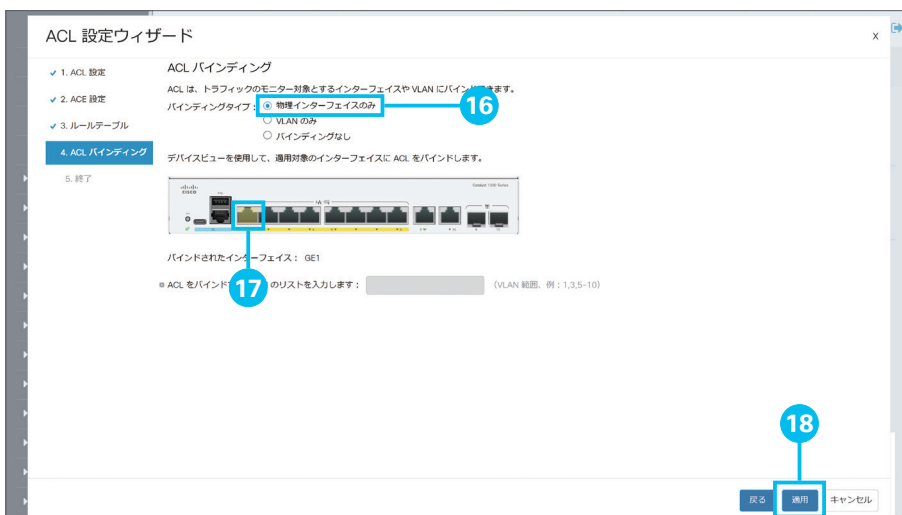 ACL 設定ウィザード
x
✓ 1. ACL 設定
✓ 2. ACE 設定
✓ 3. ルールテーブル
4. ACL バインディング
5. 終了
ACL バインディング
ACL は、トラフィックのモニター対象とするインターフェイスや VLAN にバインドできます。
バインディングタイプ: 物理インターフェイスのみ
16
VLAN のみ
バインディングなし
デバイスビューを使用して、適用対象のインターフェイスに ACL をバインドします。
CISCO
Catalyst 1300 Series
17
バインドされたインターフェイス: GE1
ACL をバインドす のリストを入力します:
(VLAN 範囲、例:1,3,5-10)
18
戻る
適用
キャンセル